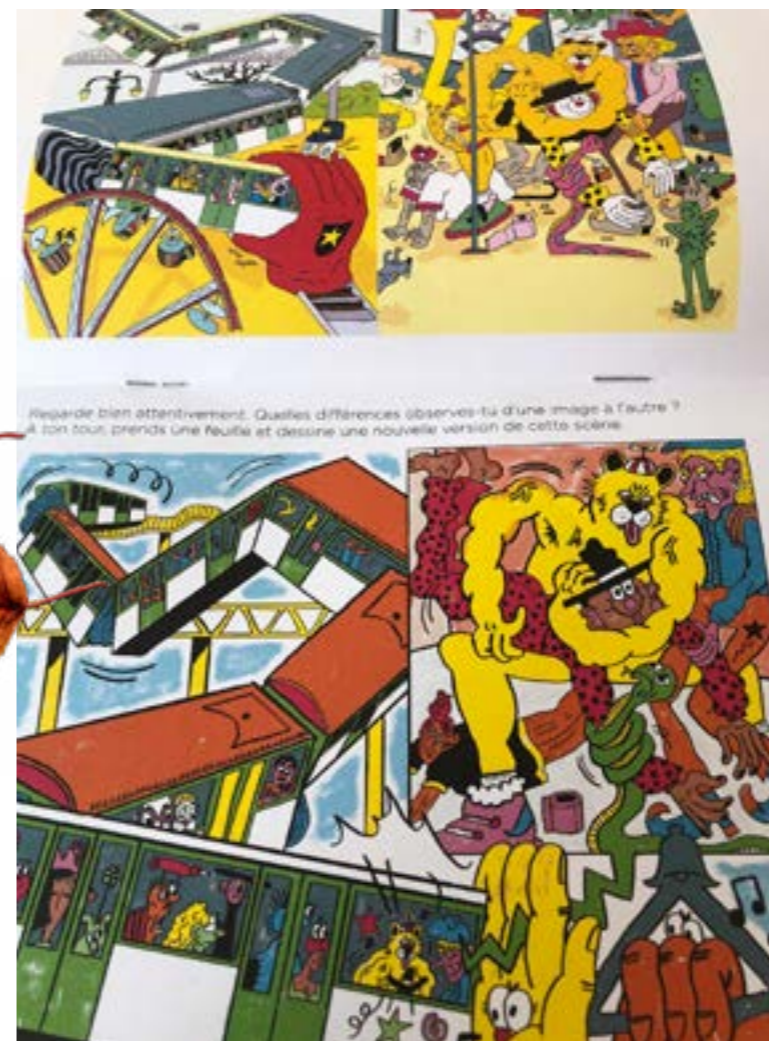 Regarde bien attentivement. Quelles différences observes-tu d'une image à l'autre ?
À ton tour, prends une feuille et dessine une nouvelle version de cette scène.